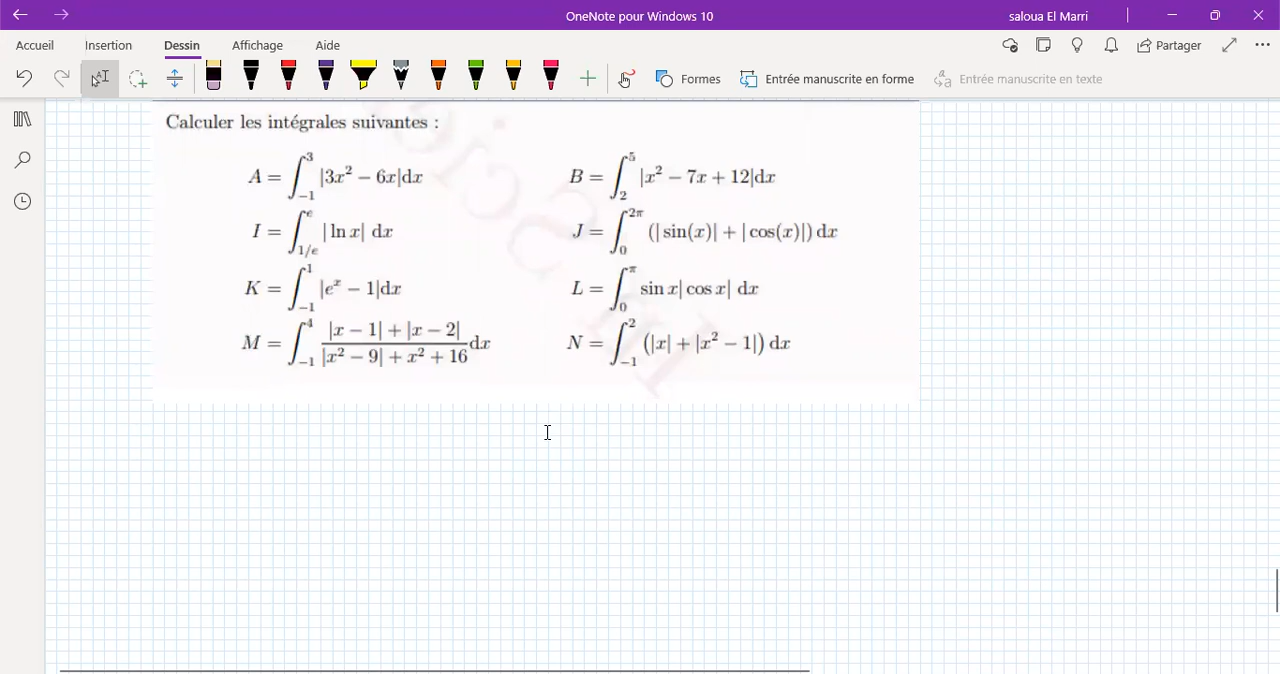 OneNote pour Windows 10
saloua El Marri
Accueil Insertion Dessin Affichage Aide
Partager
Formes
Entrée manuscrite en forme
Entrée manuscrite en texte
Calculer les intégrales suivantes :
A = ∫_{-1}^{3} |3x² − 6x|dx
B = ∫_{2}^{5} |x² − 7x + 12|dx
I = ∫_{1/e}^{e} | ln x| dx
J = ∫_{0}^{2π} (| sin(x)| + | cos(x)|) dx
K = ∫_{-1}^{1} |e^x − 1|dx
L = ∫_{0}^{π} sin x| cos x| dx
M = ∫_{-1}^{4} (|x − 1| + |x − 2|)/(|x² − 9| + x² + 16) dx
N = ∫_{-1}^{2} (|x| + |x² − 1|) dx